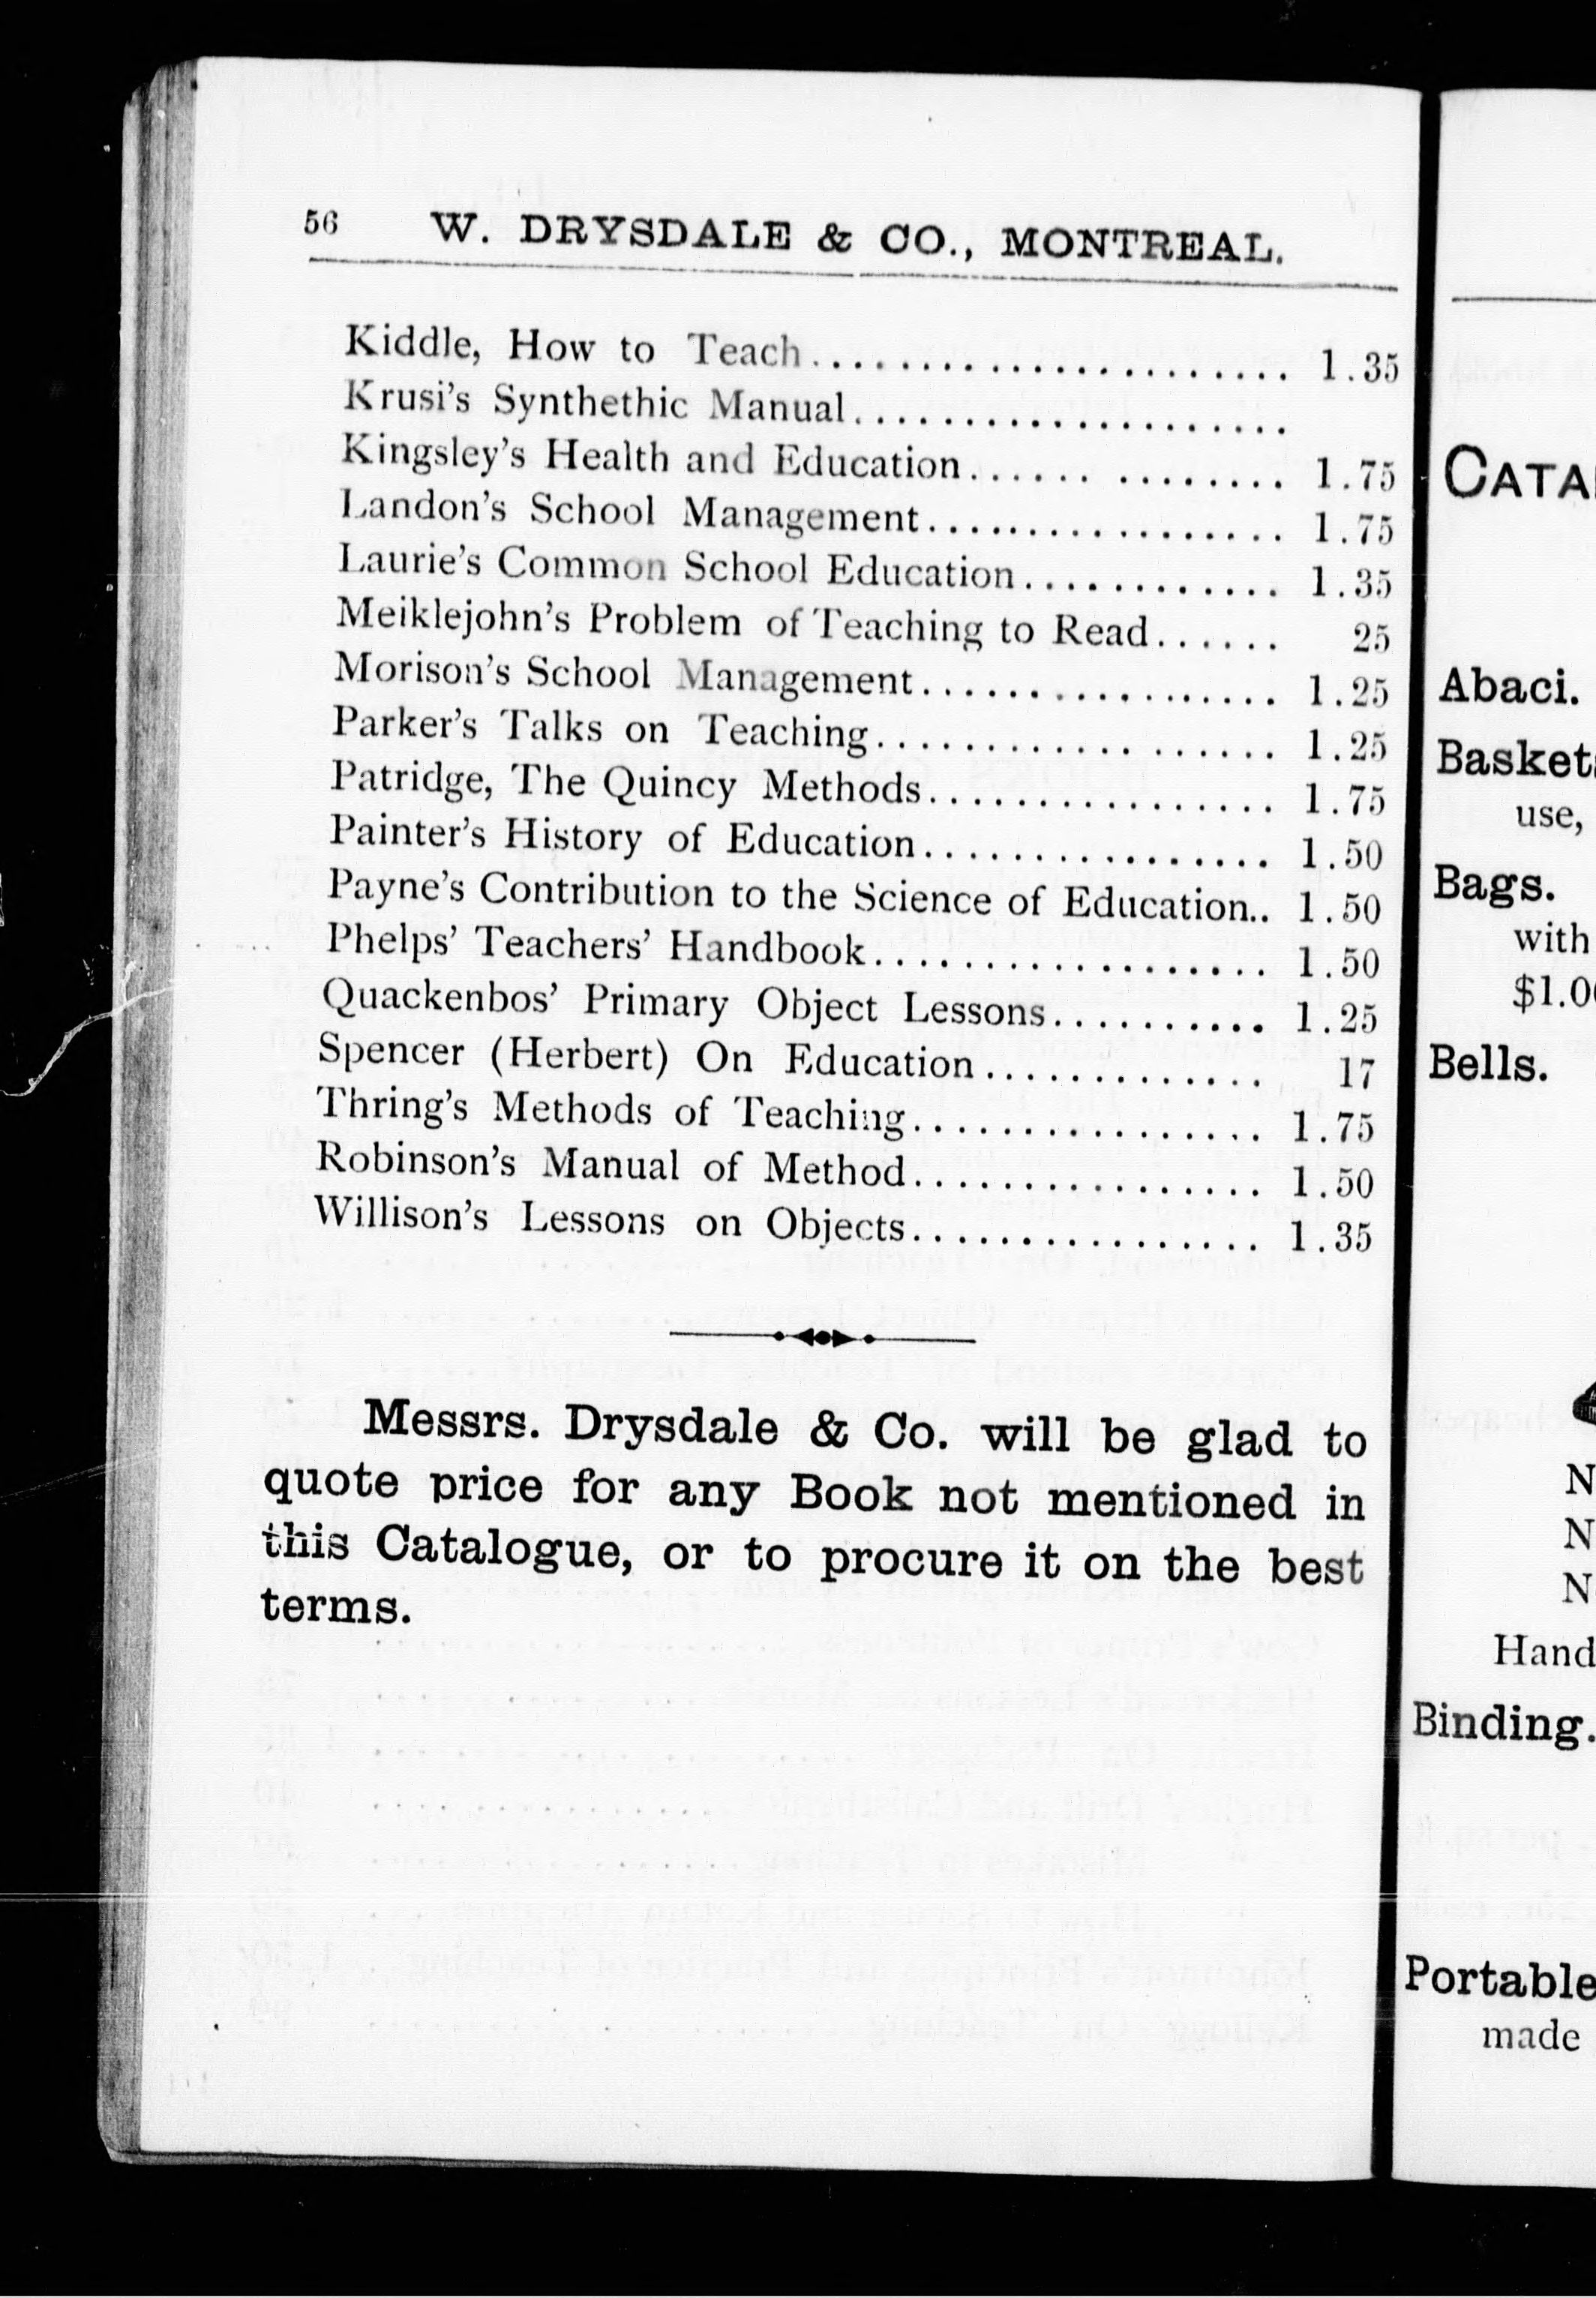 56 W. DRYSDALE & CO., MONTREAL.
Kiddle, How to Teach........................ 1.35
Krusi's Synthethic Manual....................
Kingsley's Health and Education...... ........ 1.75
Landon's School Management................. 1.75
Laurie's Common School Education............ 1.35
Meiklejohn's Problem of Teaching to Read...... 25
Morison's School Management................. 1.25
Parker's Talks on Teaching................... 1.25
Patridge, The Quincy Methods................ 1.75
Painter's History of Education................ 1.50
Payne's Contribution to the Science of Education.. 1.50
Phelps' Teachers' Handbook................... 1.50
Quackenbos' Primary Object Lessons........... 1.25
Spencer (Herbert) On Education.............. 17
Thring's Methods of Teaching................. 1.75
Robinson's Manual of Method................. 1.50
Willison's Lessons on Objects................. 1.35
Messrs. Drysdale & Co. will be glad to
quote price for any Book not mentioned in
this Catalogue, or to procure it on the best
terms.
Abaci.
use,
Bags.
with
Bells.
Binding.
Portable
made